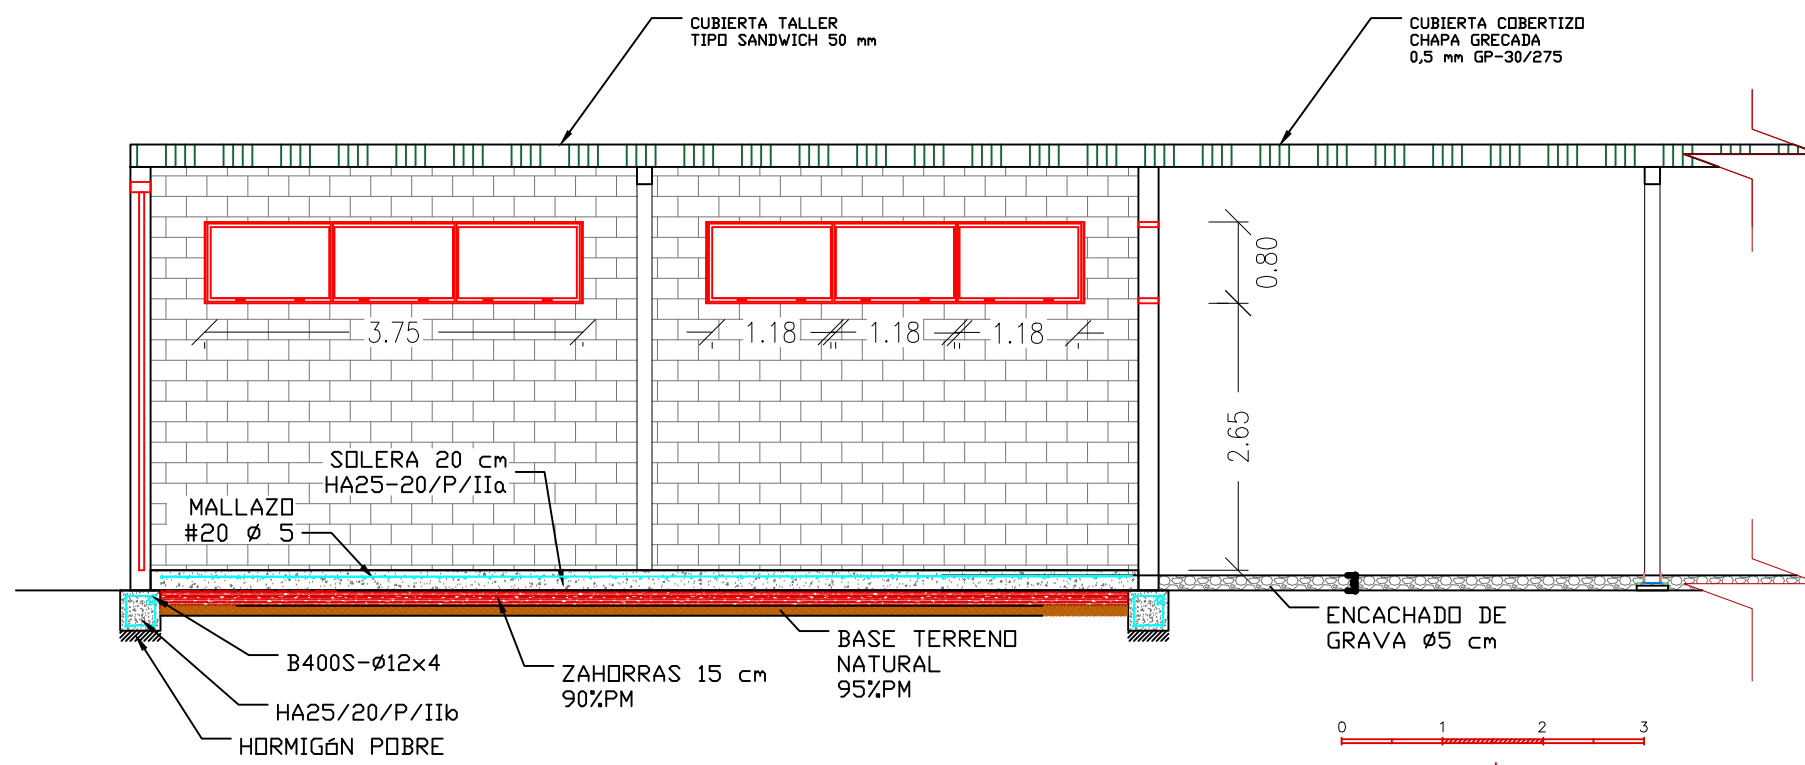 CUBIERTA TALLER
TIPO SANDWICH 50 mm
CUBIERTA COBERTIZO
CHAPA GRECADA
0,5 mm GP-30/275
0.80
3.75
1.18
1.18
1.18
2.65
SOLERA 20 cm
HA25-20/P/IIa
MALLAZO
#20 Ø 5
ENCACHADO DE
GRAVA Ø5 cm
BASE TERRENO
NATURAL
95%PM
B400S-Ø12x4
ZAHORRAS 15 cm
90%PM
HA25/20/P/IIb
HORMIGóN POBRE
0 1 2 3